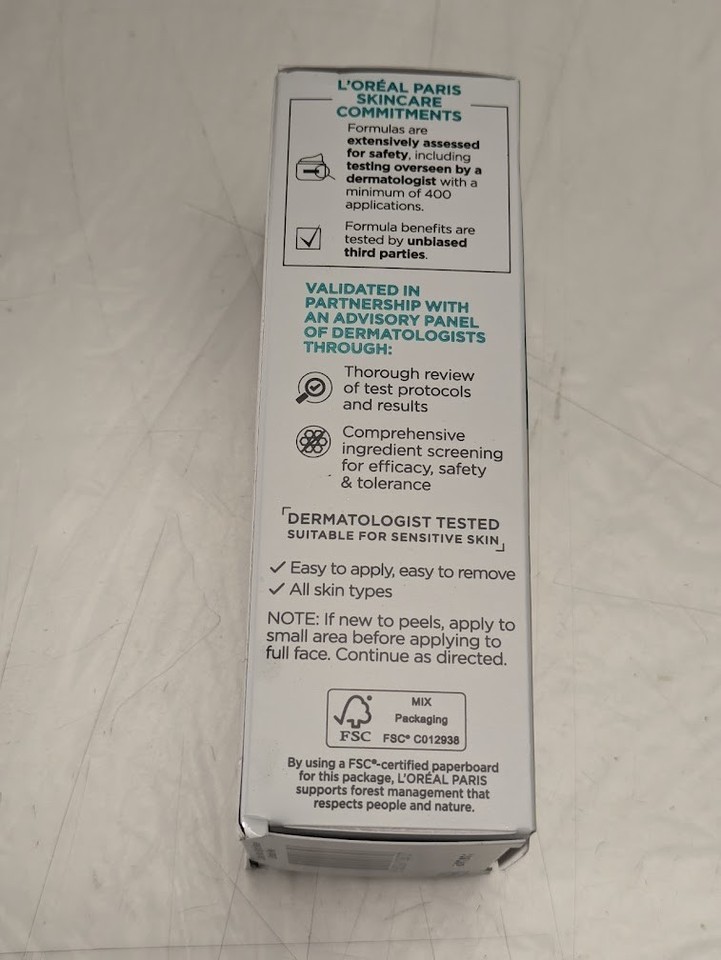 L'ORÉAL PARIS
SKINCARE
COMMITMENTS
Formulas are
extensively assessed
for safety, including
testing overseen by a
dermatologist with a
minimum of 400
applications.
Formula benefits are
tested by unbiased
third parties.
VALIDATED IN
PARTNERSHIP WITH
AN ADVISORY PANEL
OF DERMATOLOGISTS
THROUGH:
Thorough review
of test protocols
and results
Comprehensive
ingredient screening
for efficacy, safety
& tolerance
DERMATOLOGIST TESTED
SUITABLE FOR SENSITIVE SKIN
Easy to apply, easy to remove
All skin types
NOTE: If new to peels, apply to
small area before applying to
full face. Continue as directed.
MIX
Packaging
FSC FSC® C012938
By using a FSC®-certified paperboard
for this package, L'ORÉAL PARIS
supports forest management that
respects people and nature.